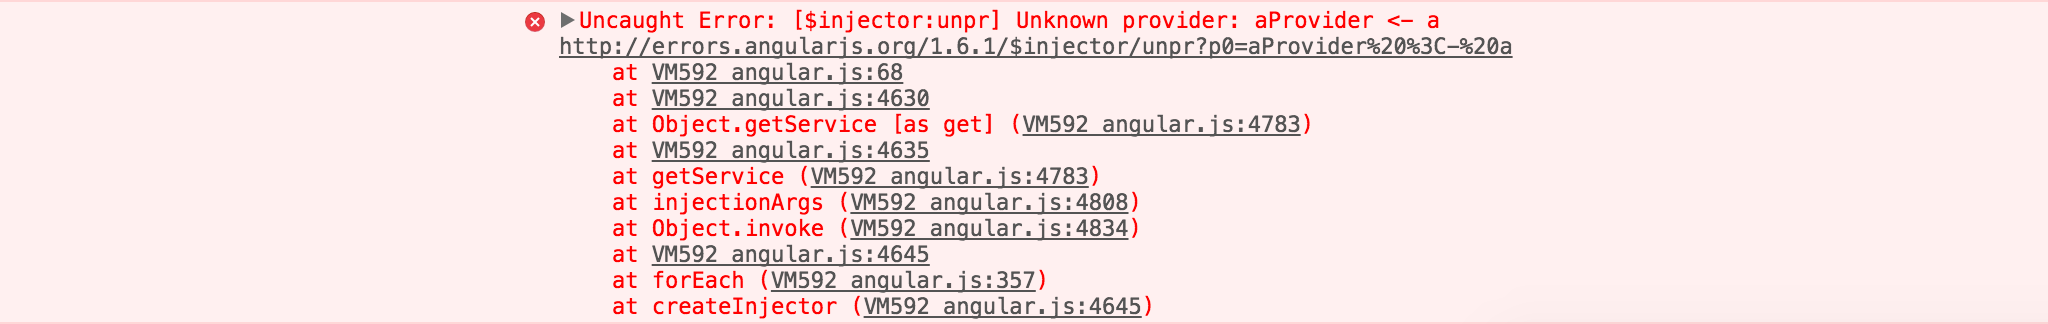 Uncaught Error: [$injector:unpr] Unknown provider: aProvider <- a
http://errors.angularjs.org/1.6.1/$injector/unpr?p0=aProvider%20%3C-%20a
at VM592 angular.js:68
at VM592 angular.js:4630
at Object.getService [as get] (VM592 angular.js:4783)
at VM592 angular.js:4635
at getService (VM592 angular.js:4783)
at injectionArgs (VM592 angular.js:4808)
at Object.invoke (VM592 angular.js:4834)
at VM592 angular.js:4645
at forEach (VM592 angular.js:357)
at createInjector (VM592 angular.js:4645)